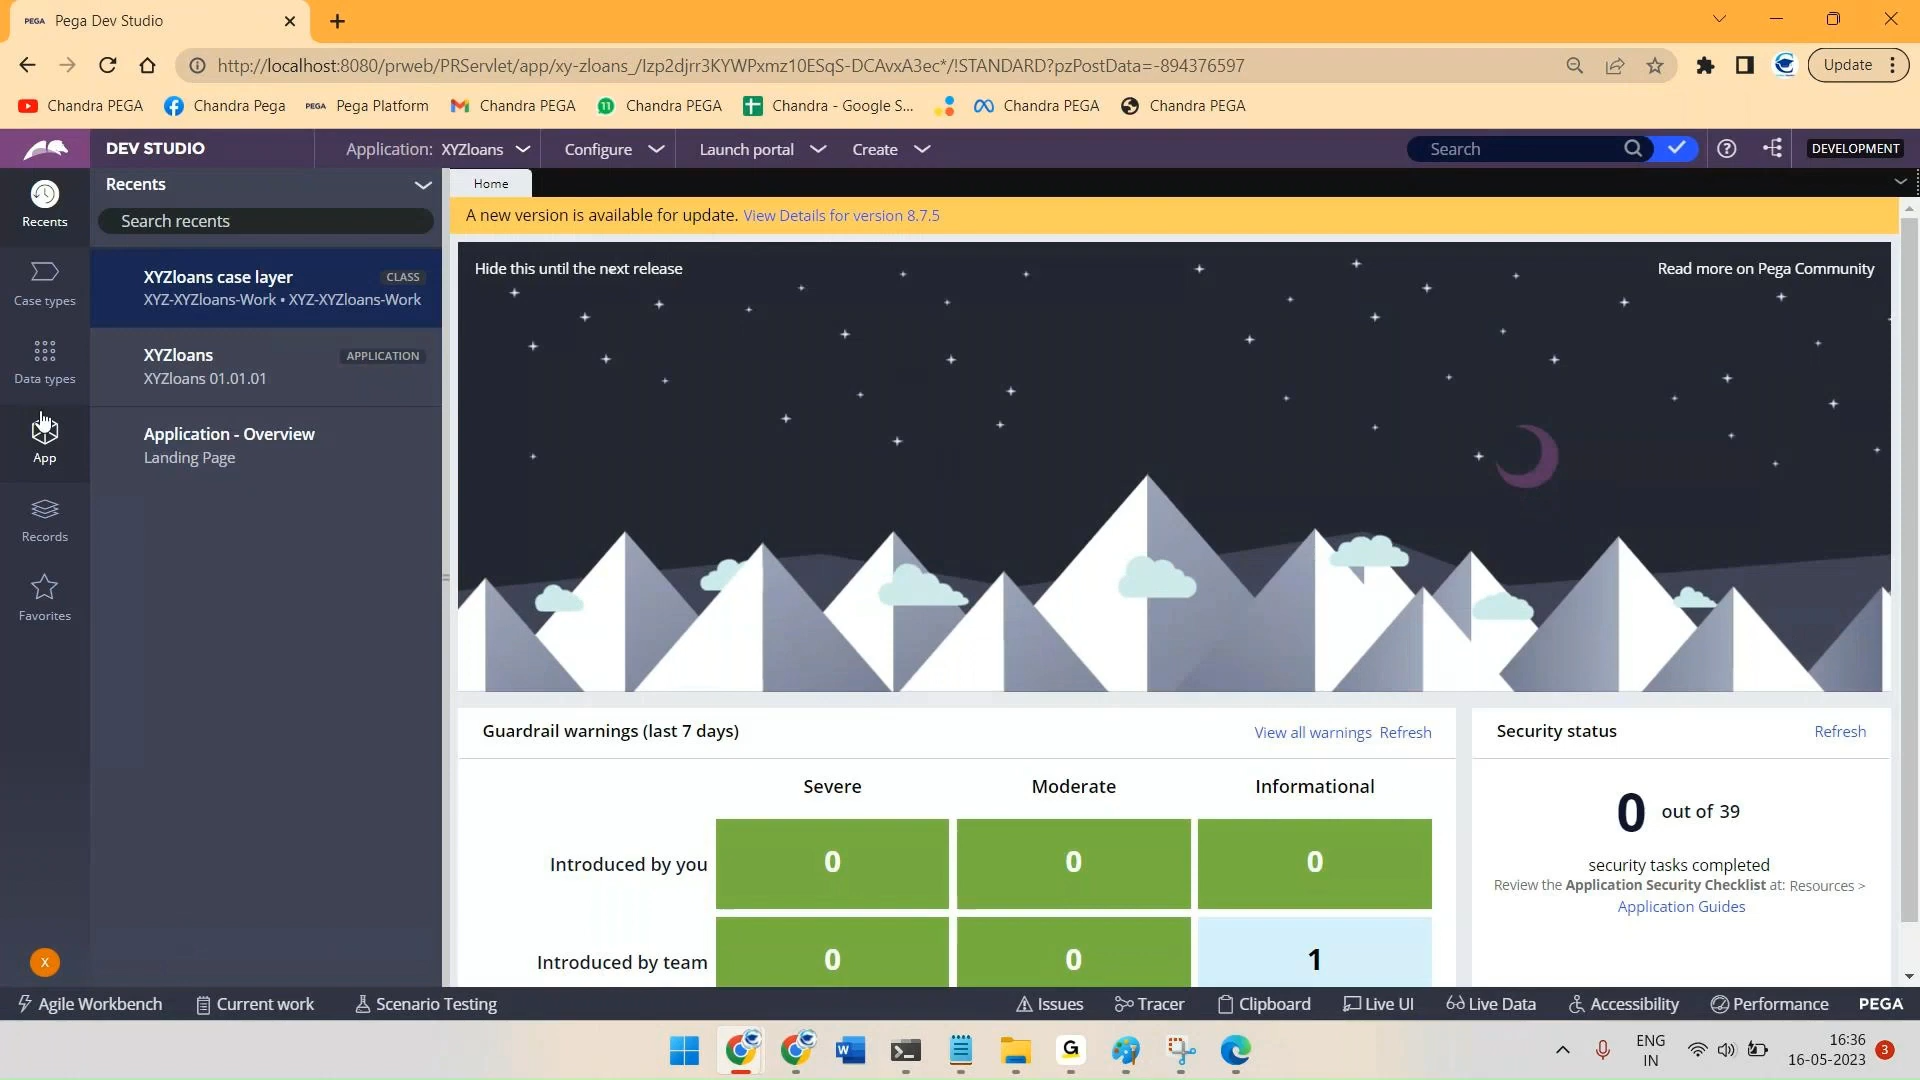 PEGA Pega Dev Studio
http://localhost:8080/prweb/PRServlet/app/xy-zloans_/Izp2djrr3KYWPxmz10ESqS-DCAvxA3ec*/!STANDARD?pzPostData=-894376597
Update
Chandra PEGA
Chandra Pega
PEGA Pega Platform
Chandra PEGA
11 Chandra PEGA
Chandra - Google S...
Chandra PEGA
Chandra PEGA
DEV STUDIO
Application: XYZloans
Configure
Launch portal
Create
Search
DEVELOPMENT
Recents
Recents
Home
Search recents
A new version is available for update. View Details for version 8.7.5
XYZloans case layer CLASS
XYZ-XYZloans-Work • XYZ-XYZloans-Work
Case types
XYZloans APPLICATION
XYZloans 01.01.01
Data types
Application - Overview
Landing Page
App
Records
Favorites
X
Hide this until the next release
Read more on Pega Community
Guardrail warnings (last 7 days)
View all warnings Refresh
Severe Moderate Informational
Introduced by you 0 0 0
Introduced by team 0 0 1
Security status Refresh
0 out of 39
security tasks completed
Review the Application Security Checklist at: Resources >
Application Guides
Agile Workbench
Current work
Scenario Testing
Issues
Tracer
Clipboard
Live UI
Live Data
Accessibility
Performance
PEGA
W
G
ENG
IN
16:36
16-05-2023
3